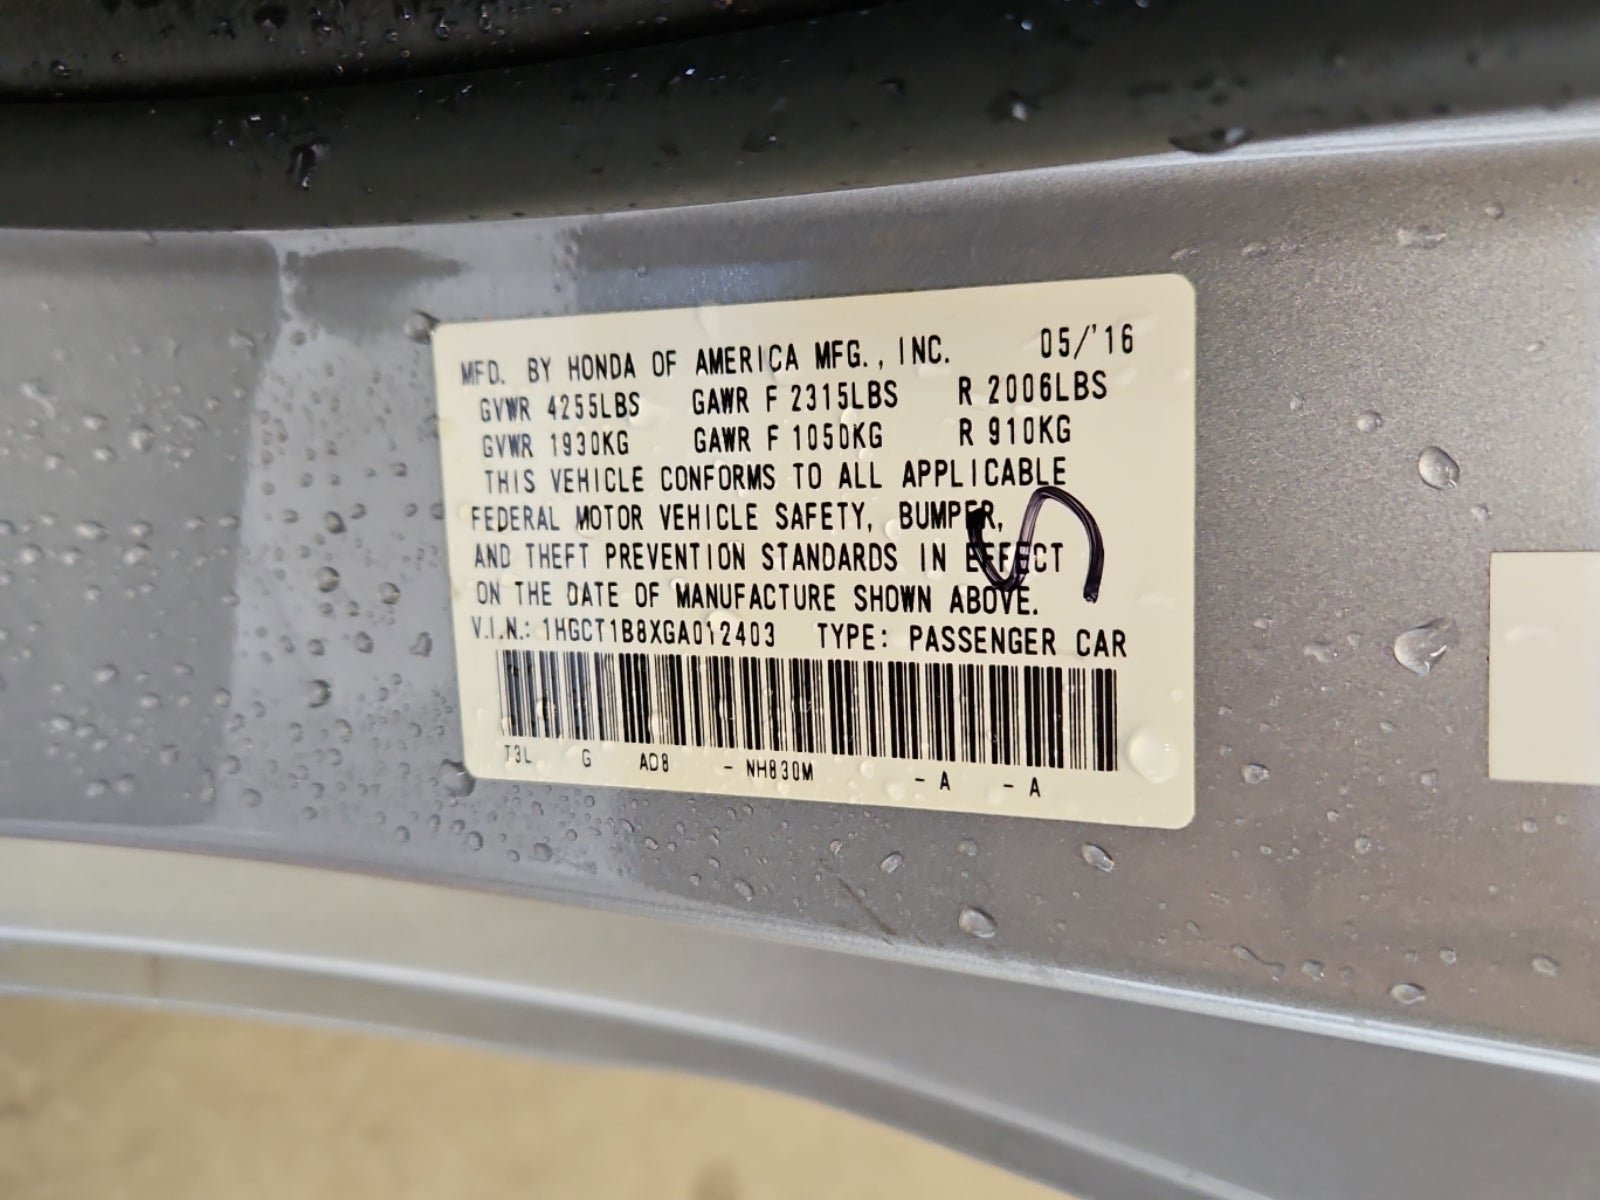 MFD. BY HONDA OF AMERICA MFG., INC. 05/'16
GVWR 4255LBS GAWR F 2315LBS R 2006LBS
GVWR 1930KG GAWR F 1050KG R 910KG
THIS VEHICLE CONFORMS TO ALL APPLICABLE
FEDERAL MOTOR VEHICLE SAFETY, BUMPER,
AND THEFT PREVENTION STANDARDS IN EFFECT
ON THE DATE OF MANUFACTURE SHOWN ABOVE.
V.I.N.: 1HGCT1B8XGA012403 TYPE: PASSENGER CAR
T3L G AD8 - NH830M - A - A